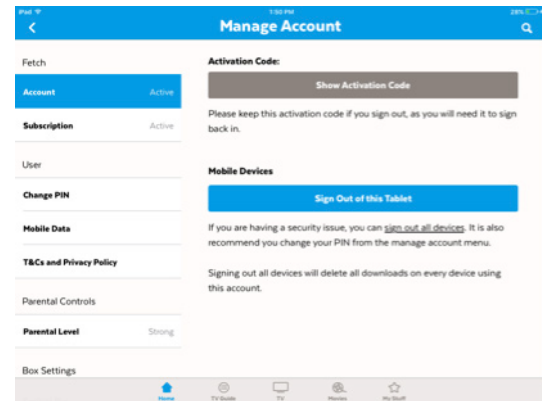 iPad
1:50 PM
28%
Manage Account
Fetch
Account Active
Subscription Active
User
Change PIN
Mobile Data
T&Cs and Privacy Policy
Parental Controls
Parental Level Strong
Box Settings
Activation Code:
Show Activation Code
Please keep this activation code if you sign out, as you will need it to sign
back in.
Mobile Devices
Sign Out of this Tablet
If you are having a security issue, you can sign out all devices. It is also
recommend you change your PIN from the manage account menu.
Signing out all devices will delete all downloads on every device using
this account.
Home TV Guide TV Movies My Stuff